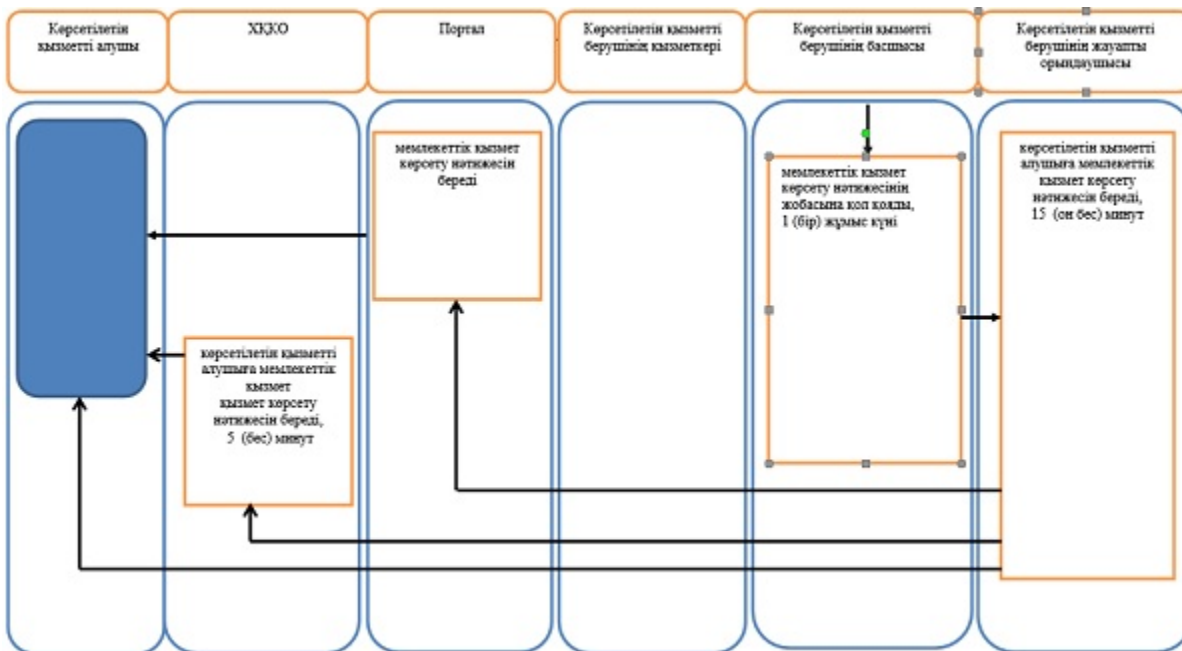 Көрсетілетін
қызметті алушы
ХҚҚО
Портал
Көрсетілетін қызметті
берушінің қызметкері
Көрсетілетін қызметті
берушінің басшысы
Көрсетілетін қызметті
берушінің жауапты
орындаушысы
мемлекеттік қызмет
көрсету нәтижесін
береді
мемлекеттік қызмет
көрсету нәтижесінің
жобасына қол қояды,
1 (бір) жұмыс күні
көрсетілетін қызметті
алушыға мемлекеттік
қызмет көрсету
нәтижесін береді,
15 (он бес) минут
көрсетілетін қызметті
алушыға мемлекеттік
қызмет
қызмет көрсету
нәтижесін береді,
5 (бес) минут